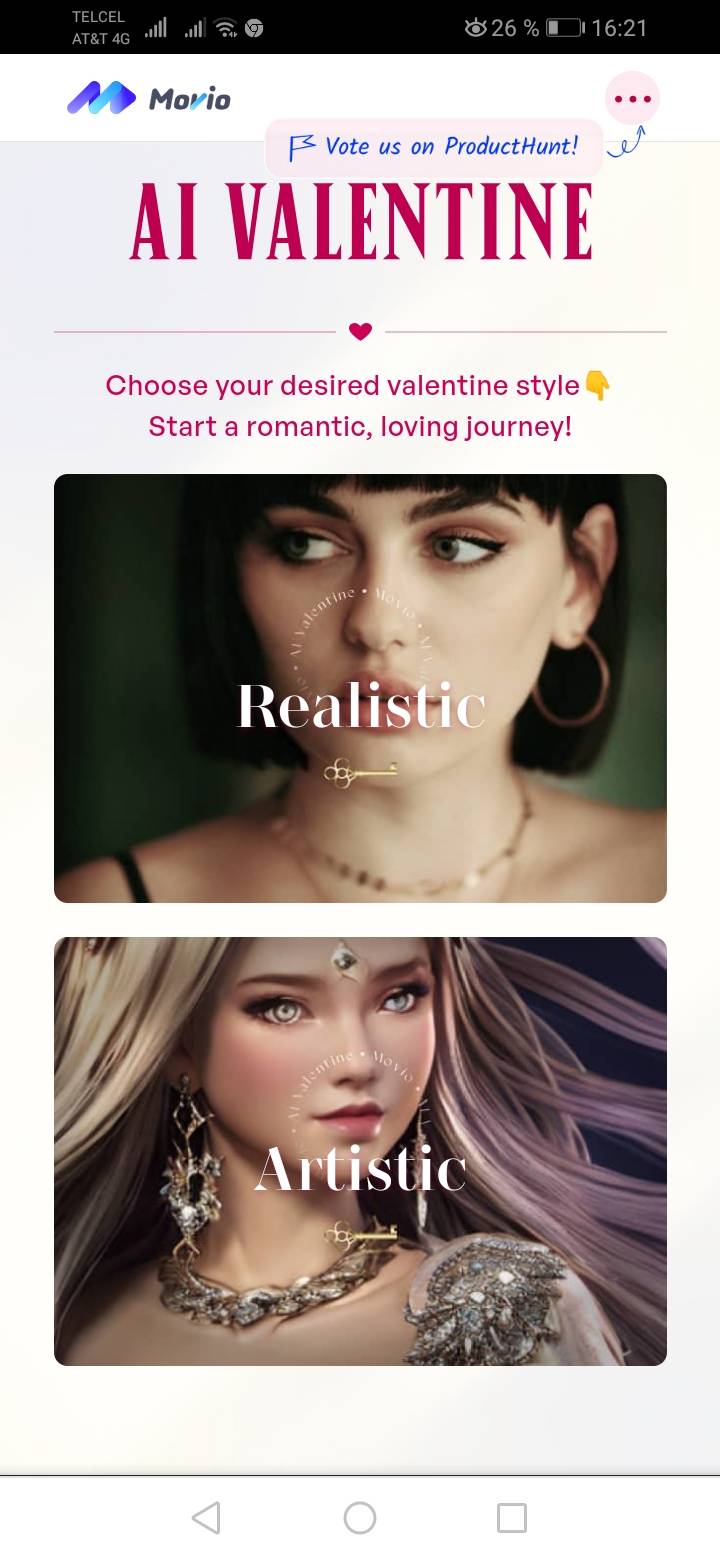 TELCEL
AT&T 4G
26 %
16:21
Movio
Vote us on ProductHunt!
AI VALENTINE
Choose your desired valentine style👇
Start a romantic, loving journey!
• AI Valentine • Movio •
Realistic
• AI Valentine • Movio •
Artistic